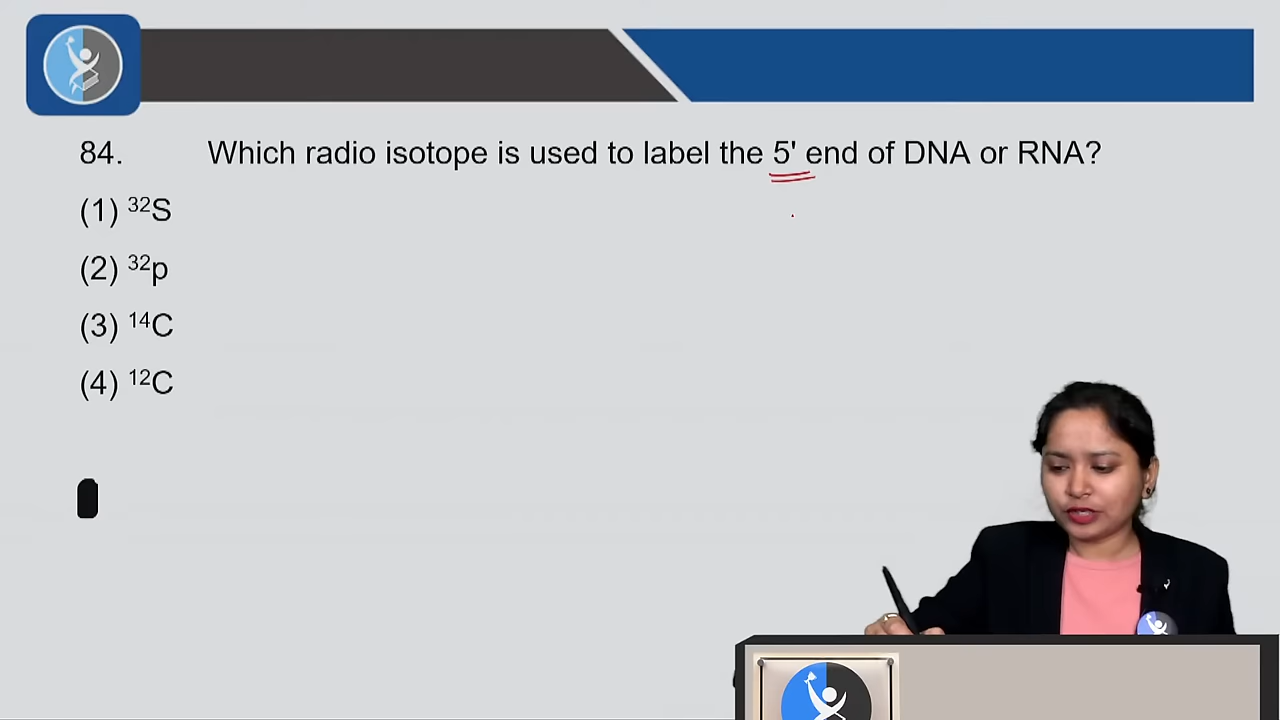 84. Which radio isotope is used to label the 5' end of DNA or RNA?
(1) ³²S
(2) ³²p
(3) ¹⁴C
(4) ¹²C